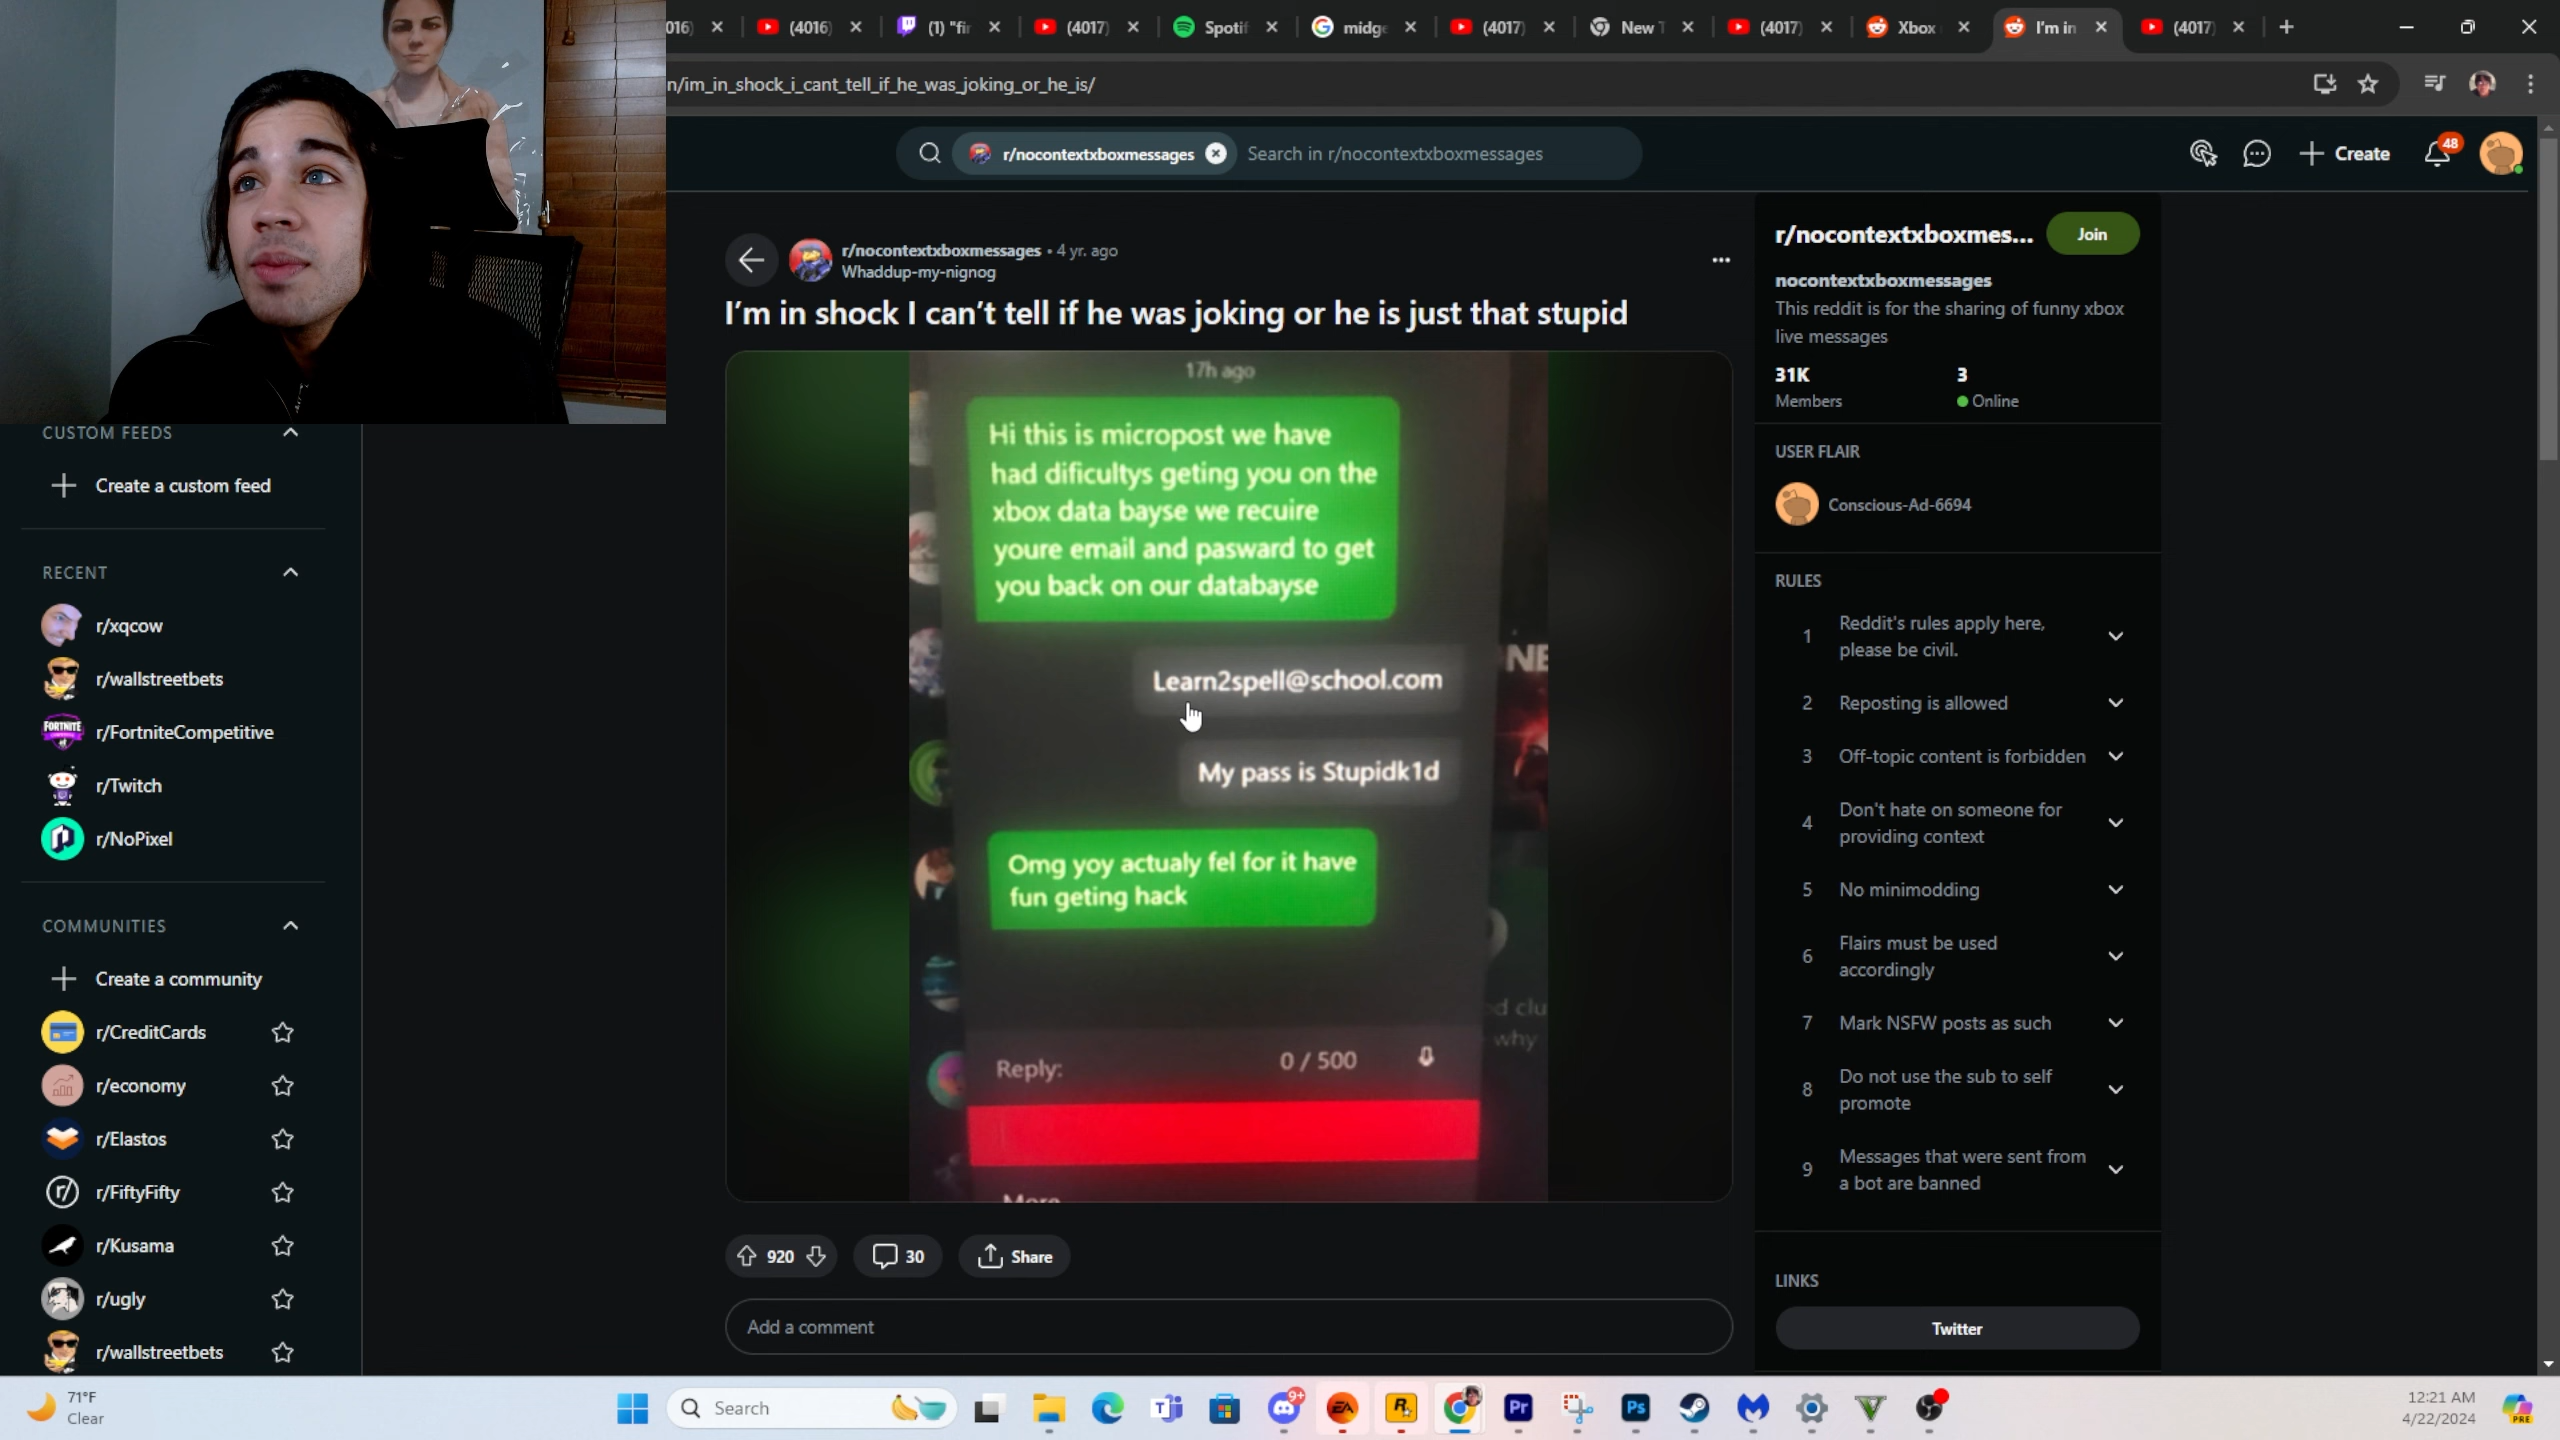 016)
(4016)
(1) "fir
(4017)
Spotif
midge
(4017)
New T
(4017)
Xbox
I'm in
(4017)
n/im_in_shock_i_cant_tell_if_he_was_joking_or_he_is/
r/nocontextxboxmessages
Search in r/nocontextxboxmessages
Create
48
r/nocontextxboxmessages • 4 yr. ago
Whaddup-my-nignog
I'm in shock I can't tell if he was joking or he is just that stupid
17h ago
Hi this is micropost we have
had dificultys geting you on the
xbox data bayse we recuire
youre email and pasward to get
you back on our databayse
Learn2spell@school.com
My pass is Stupidk1d
Omg yoy actualy fel for it have
fun geting hack
NE
d clu
why
Reply:
0 / 500
More
920
30
Share
Add a comment
CUSTOM FEEDS
Create a custom feed
RECENT
r/xqcow
r/wallstreetbets
r/FortniteCompetitive
r/Twitch
r/NoPixel
COMMUNITIES
Create a community
r/CreditCards
r/economy
r/Elastos
r/FiftyFifty
r/Kusama
r/ugly
r/wallstreetbets
r/nocontextxboxmes...
Join
nocontextxboxmessages
This reddit is for the sharing of funny xbox
live messages
31K
3
Members
Online
USER FLAIR
Conscious-Ad-6694
RULES
1
Reddit's rules apply here,
please be civil.
2
Reposting is allowed
3
Off-topic content is forbidden
4
Don't hate on someone for
providing context
5
No minimodding
6
Flairs must be used
accordingly
7
Mark NSFW posts as such
8
Do not use the sub to self
promote
9
Messages that were sent from
a bot are banned
LINKS
Twitter
71°F
Clear
Search
9+
EA
R
Pr
Ps
12:21 AM
4/22/2024
PRE